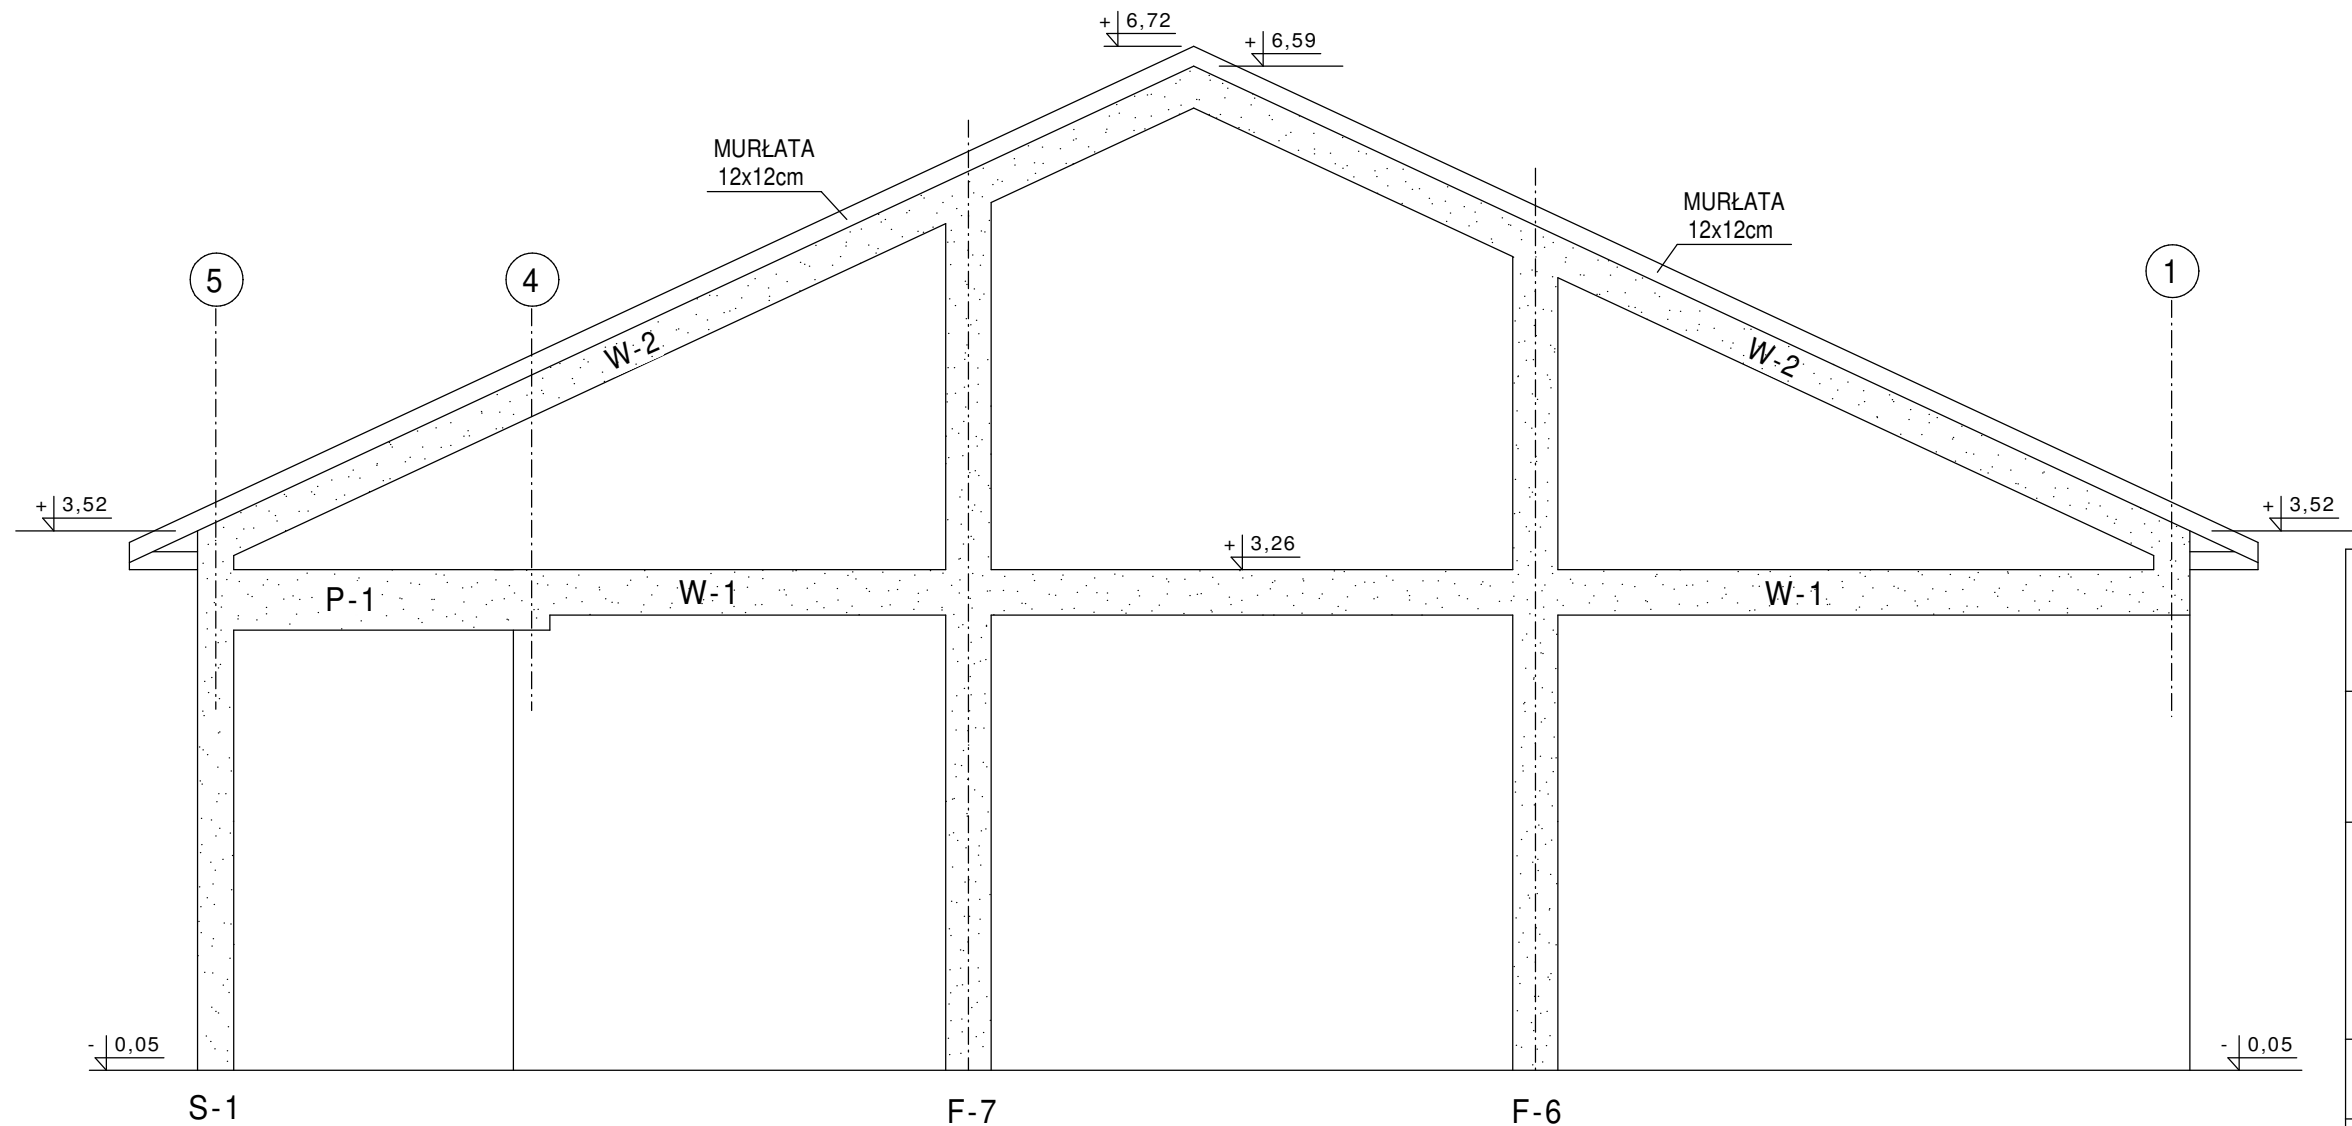 + 6,72
+ 6,59
MURŁATA
12x12cm
MURŁATA
12x12cm
5
4
1
W-2
W-2
+ 3,52
+ 3,52
+ 3,26
P-1
W-1
W-1
- 0,05
- 0,05
S-1
F-7
F-6